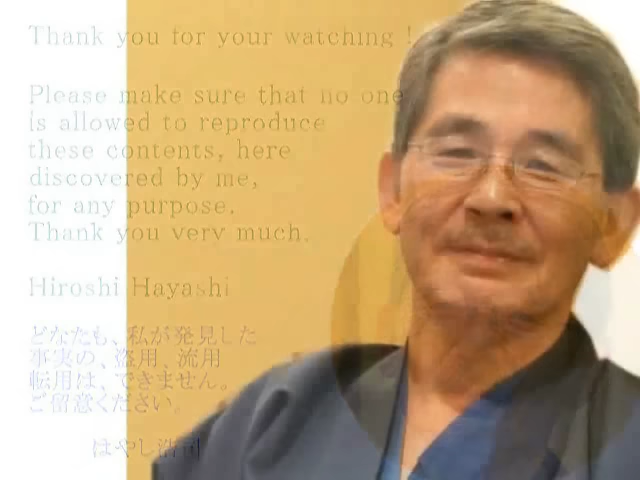 Thank you for your watching !
Please make sure that no one
is allowed to reproduce
these contents, here
discovered by me,
for any purpose.
Thank you very much.
Hiroshi Hayashi
どなたも、私が発見した
事実の、盗用、流用
転用は、できません。
ご留意ください。
はやし浩司